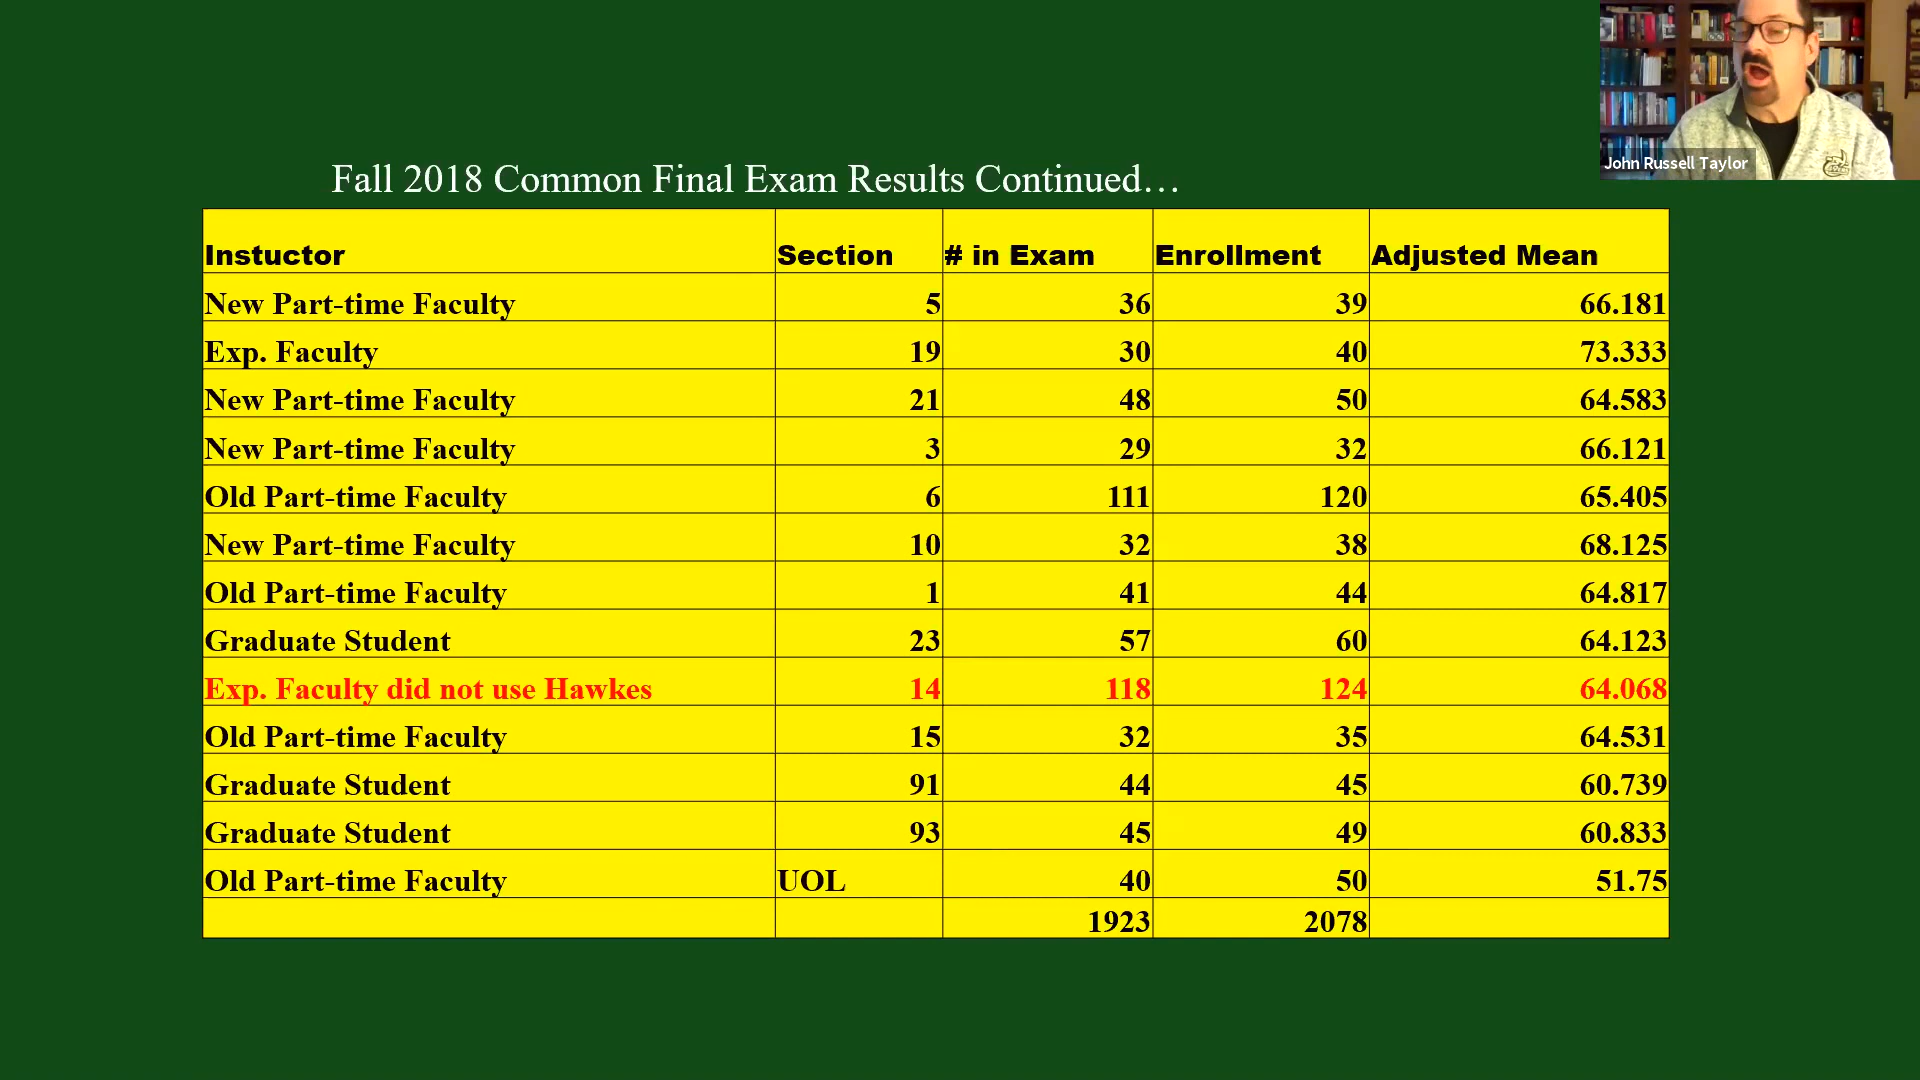 John Russell Taylor
Fall 2018 Common Final Exam Results Continued…
Instuctor Section # in Exam Enrollment Adjusted Mean
New Part-time Faculty 5 36 39 66.181
Exp. Faculty 19 30 40 73.333
New Part-time Faculty 21 48 50 64.583
New Part-time Faculty 3 29 32 66.121
Old Part-time Faculty 6 111 120 65.405
New Part-time Faculty 10 32 38 68.125
Old Part-time Faculty 1 41 44 64.817
Graduate Student 23 57 60 64.123
Exp. Faculty did not use Hawkes 14 118 124 64.068
Old Part-time Faculty 15 32 35 64.531
Graduate Student 91 44 45 60.739
Graduate Student 93 45 49 60.833
Old Part-time Faculty UOL 40 50 51.75
1923 2078